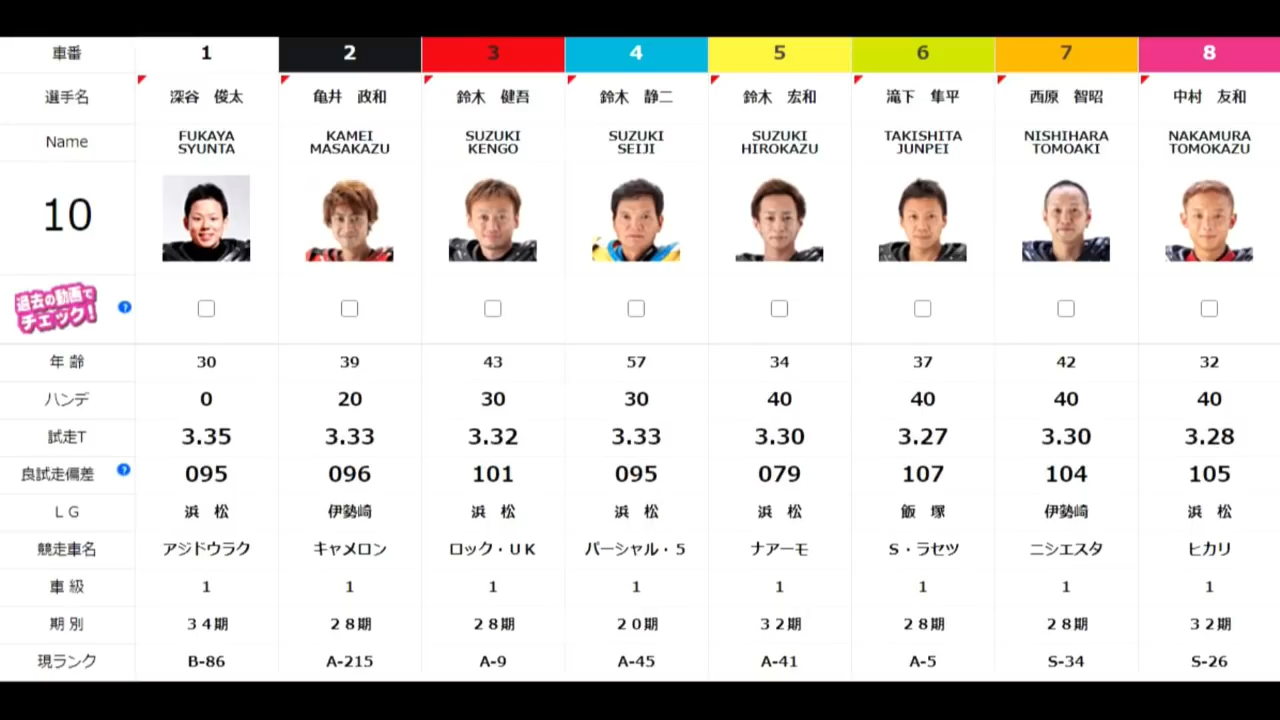 車番 1 2 3 4 5 6 7 8
選手名 深谷 俊太 亀井 政和 鈴木 健吾 鈴木 静二 鈴木 宏和 滝下 隼平 西原 智昭 中村 友和
Name FUKAYA SYUNTA KAMEI MASAKAZU SUZUKI KENGO SUZUKI SEIJI SUZUKI HIROKAZU TAKISHITA JUNPEI NISHIHARA TOMOAKI NAKAMURA TOMOKAZU
10
過去の動画で
チェック! ?
年齢 30 39 43 57 34 37 42 32
ハンデ 0 20 30 30 40 40 40 40
試走T 3.35 3.33 3.32 3.33 3.30 3.27 3.30 3.28
良試走偏差 ? 095 096 101 095 079 107 104 105
LG 浜松 伊勢崎 浜松 浜松 浜松 飯塚 伊勢崎 浜松
競走車名 アジドウラク キャメロン ロック・UK パーシャル・5 ナアーモ S・ラセツ ニシエスタ ヒカリ
車級 1 1 1 1 1 1 1 1
期別 34期 28期 28期 20期 32期 28期 28期 32期
現ランク B-86 A-215 A-9 A-45 A-41 A-5 S-34 S-26